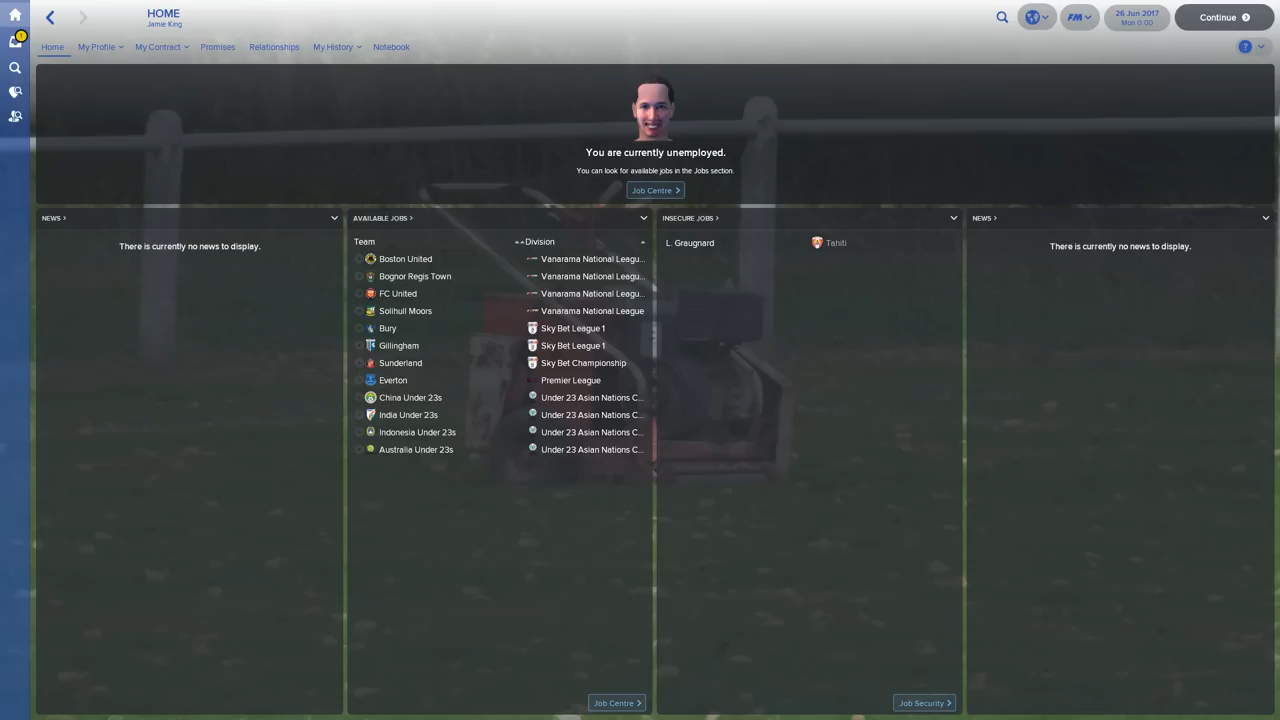 HOME
Jamie King
FM
26 Jun 2017
Mon 0:00
Continue
1
Home
My Profile
My Contract
Promises
Relationships
My History
Notebook
?
You are currently unemployed.
You can look for available jobs in the Jobs section.
Job Centre >
NEWS >
There is currently no news to display.
AVAILABLE JOBS >
Team Division
Boston United Vanarama National Leagu...
Bognor Regis Town Vanarama National Leagu...
FC United Vanarama National Leagu...
Solihull Moors Vanarama National League
Bury Sky Bet League 1
Gillingham Sky Bet League 1
Sunderland Sky Bet Championship
Everton Premier League
China Under 23s Under 23 Asian Nations C...
India Under 23s Under 23 Asian Nations C...
Indonesia Under 23s Under 23 Asian Nations C...
Australia Under 23s Under 23 Asian Nations C...
Job Centre >
INSECURE JOBS >
L. Graugnard Tahiti
Job Security >
NEWS >
There is currently no news to display.